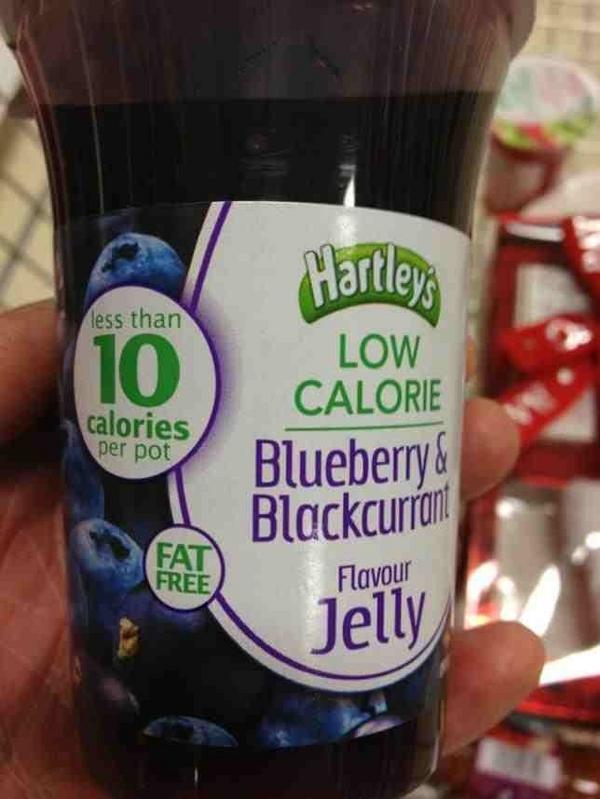 Hartley's
LOW
CALORIE
Blueberry &
Blackcurrant
Flavour
Jelly
less than
10
calories
per pot
FAT
FREE